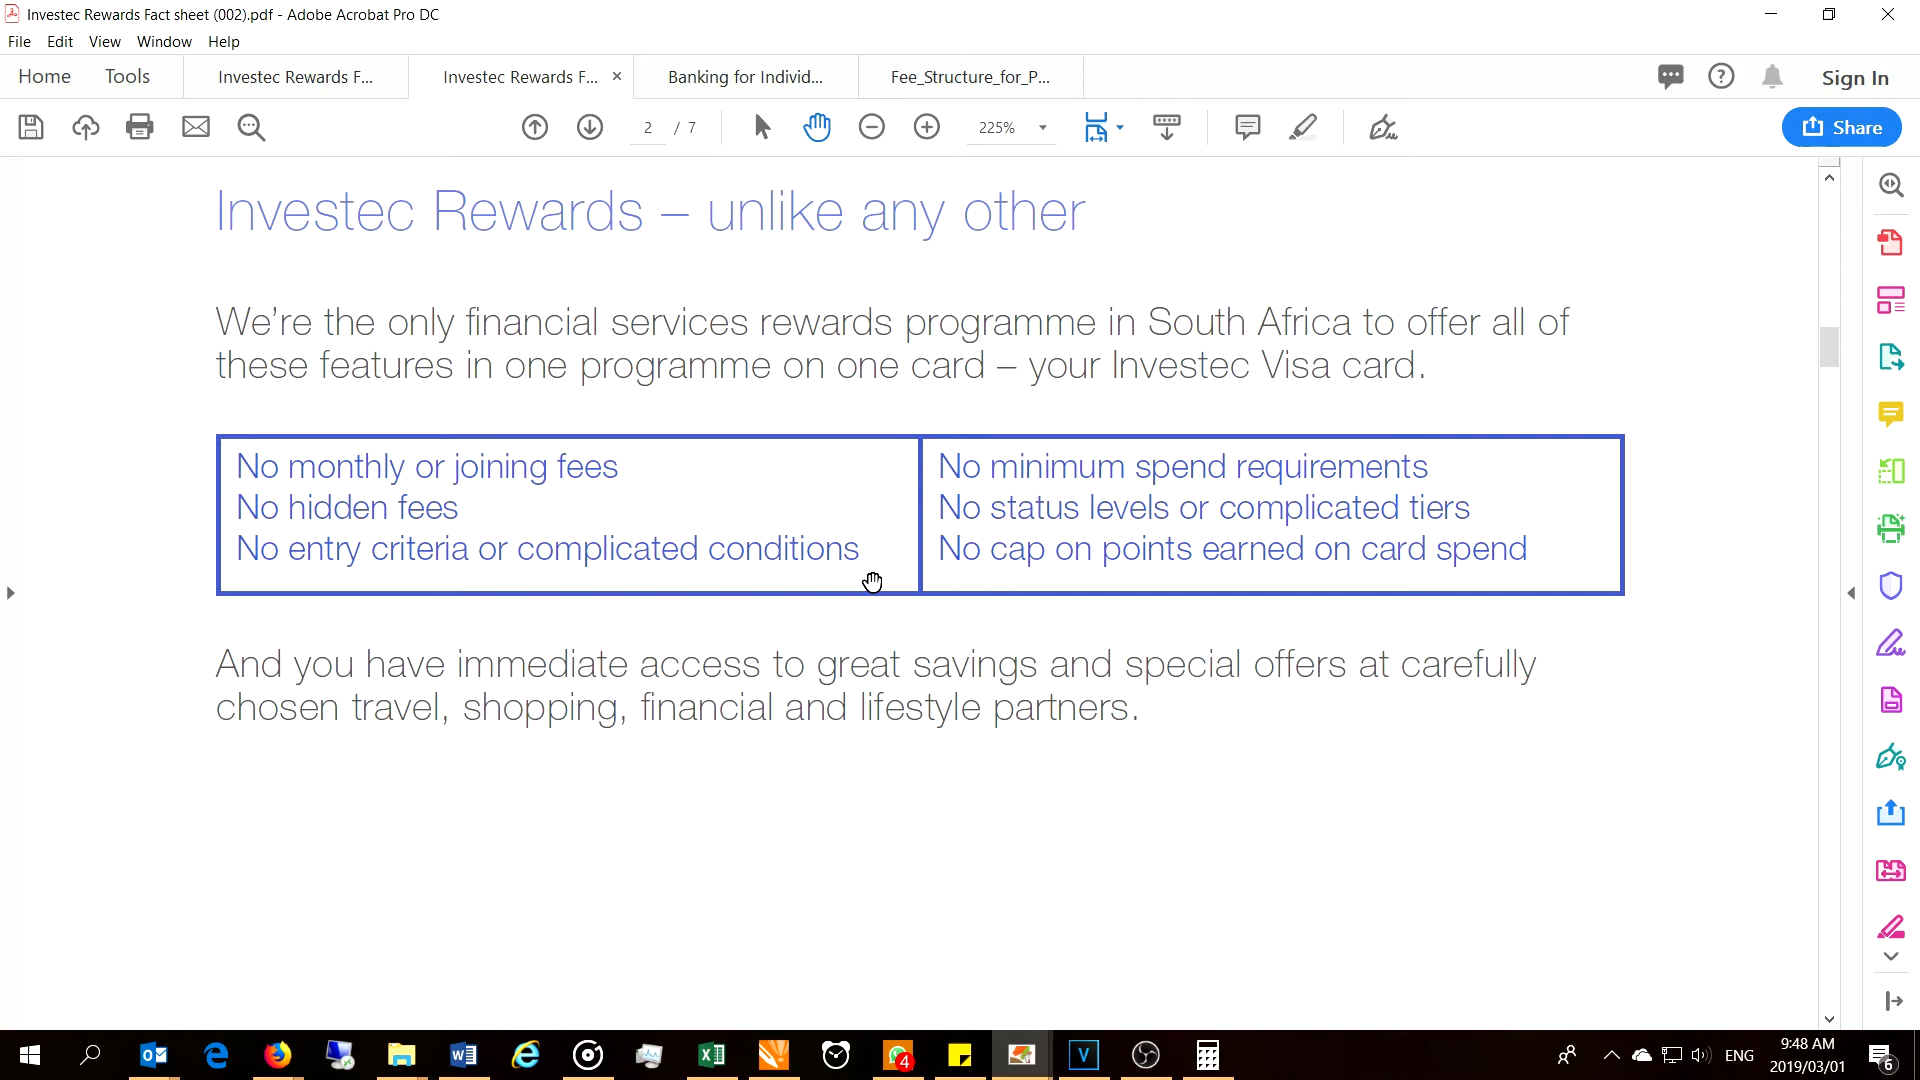 Investec Rewards Fact sheet (002).pdf - Adobe Acrobat Pro DC
File Edit View Window Help
Home Tools Investec Rewards F... Investec Rewards F... × Banking for Individ... Fee_Structure_for_P... Sign In
2 / 7 225% Share
Investec Rewards – unlike any other
We're the only financial services rewards programme in South Africa to offer all of
these features in one programme on one card – your Investec Visa card.
No monthly or joining fees
No hidden fees
No entry criteria or complicated conditions
No minimum spend requirements
No status levels or complicated tiers
No cap on points earned on card spend
And you have immediate access to great savings and special offers at carefully
chosen travel, shopping, financial and lifestyle partners.
4
V
ENG
9:48 AM
2019/03/01
6